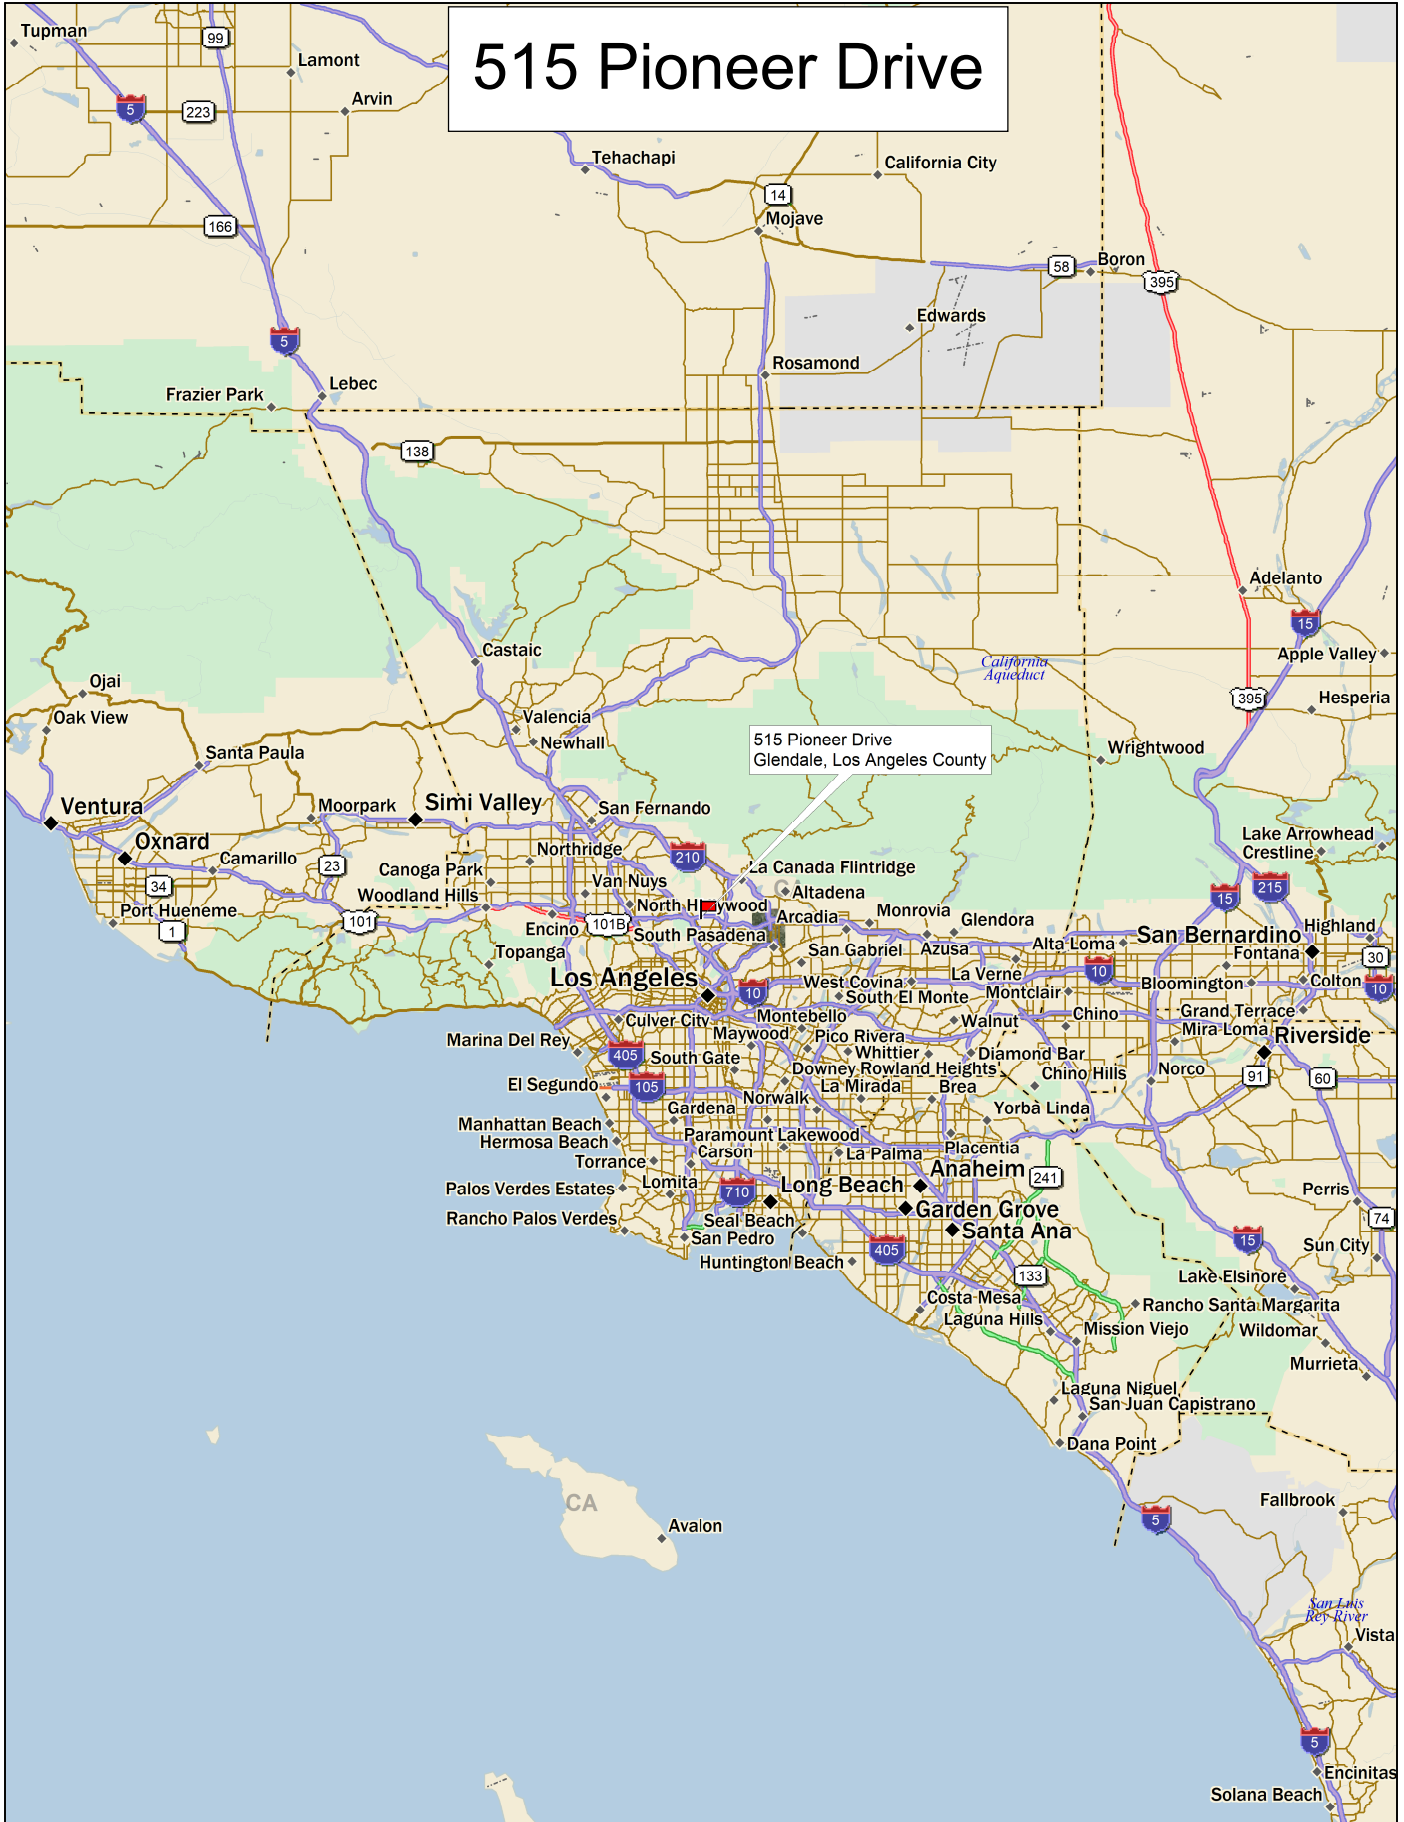 515 Pioneer Drive
Tupman
99
Lamont
5
223
Arvin
Tehachapi
California City
14
Mojave
166
58
Boron
395
Edwards
5
Rosamond
Frazier Park
Lebec
138
Adelanto
15
Castaic
California
Aqueduct
Apple Valley
Ojai
395
Hesperia
Oak View
Valencia
Newhall
515 Pioneer Drive
Glendale, Los Angeles County
Wrightwood
Santa Paula
Ventura
Moorpark
Simi Valley
San Fernando
Oxnard
Lake Arrowhead
Crestline
Northridge
210
Camarillo
23
Canoga Park
La Canada Flintridge
34
Woodland Hills
Van Nuys
Altadena
15
215
Port Hueneme
North H
ywood
Arcadia
Monrovia
Glendora
1
101
Encino
101B
South Pasadena
San Bernardino
Highland
Topanga
San Gabriel
Azusa
Alta Loma
Fontana
30
Los Angeles
10
West Covina
La Verne
10
Bloomington
Colton
10
South El Monte
Montclair
Culver City
Montebello
Walnut
Chino
Grand Terrace
Mira Loma
Marina Del Rey
Maywood
Pico Rivera
Riverside
405
South Gate
Whittier
Diamond Bar
Downey
Rowland Heights
Chino Hills
Norco
91
60
El Segundo
105
La Mirada
Brea
Norwalk
Gardena
Yorba Linda
Manhattan Beach
Hermosa Beach
Paramount
Lakewood
Placentia
Torrance
Carson
La Palma
Anaheim
241
Palos Verdes Estates
Lomita
710
Long Beach
Perris
Rancho Palos Verdes
Seal Beach
Garden Grove
74
San Pedro
Santa Ana
15
Sun City
Huntington Beach
405
133
Lake Elsinore
Costa Mesa
Rancho Santa Margarita
Laguna Hills
Mission Viejo
Wildomar
Murrieta
Laguna Niguel
San Juan Capistrano
Dana Point
CA
Avalon
5
Fallbrook
San Luis
Rey River
Vista
5
Encinitas
Solana Beach